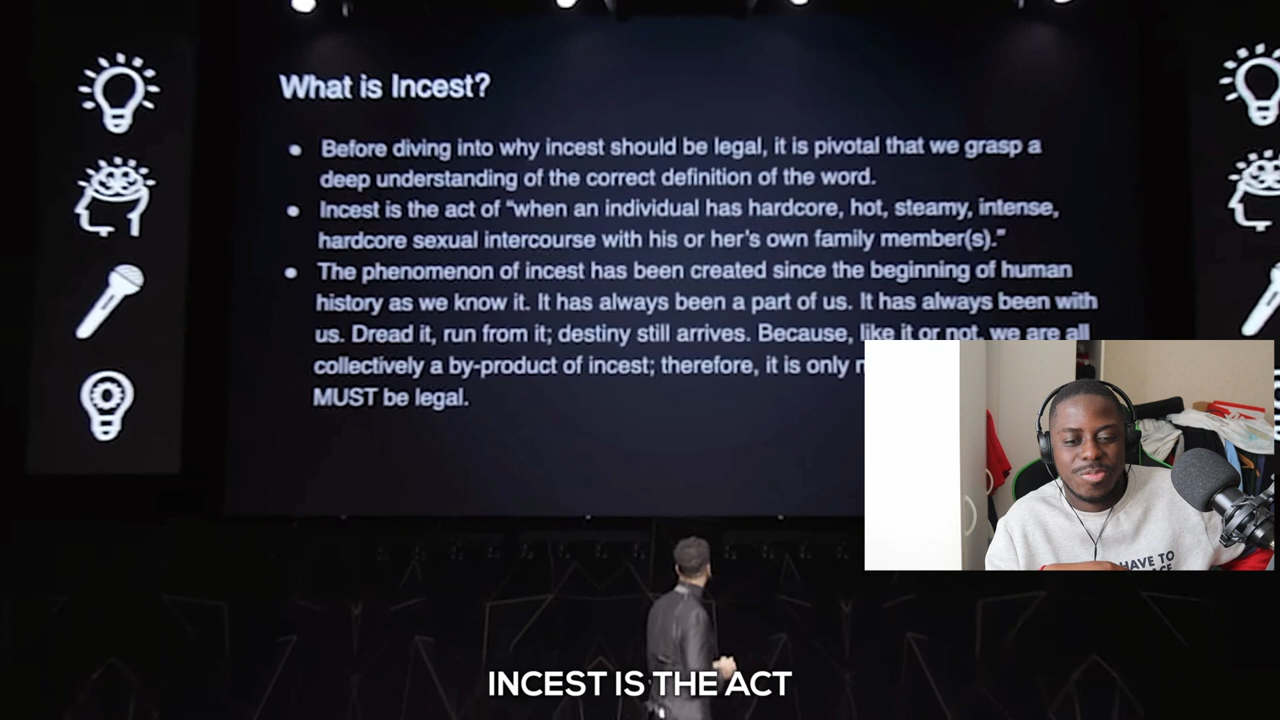 What is Incest?
● Before diving into why incest should be legal, it is pivotal that we grasp a
deep understanding of the correct definition of the word.
● Incest is the act of “when an individual has hardcore, hot, steamy, intense,
hardcore sexual intercourse with his or her's own family member(s).”
● The phenomenon of incest has been created since the beginning of human
history as we know it. It has always been a part of us. It has always been with
us. Dread it, run from it; destiny still arrives. Because, like it or not, we are all
collectively a by-product of incest; therefore, it is only
MUST be legal.
HAVE TO
INCEST IS THE ACT